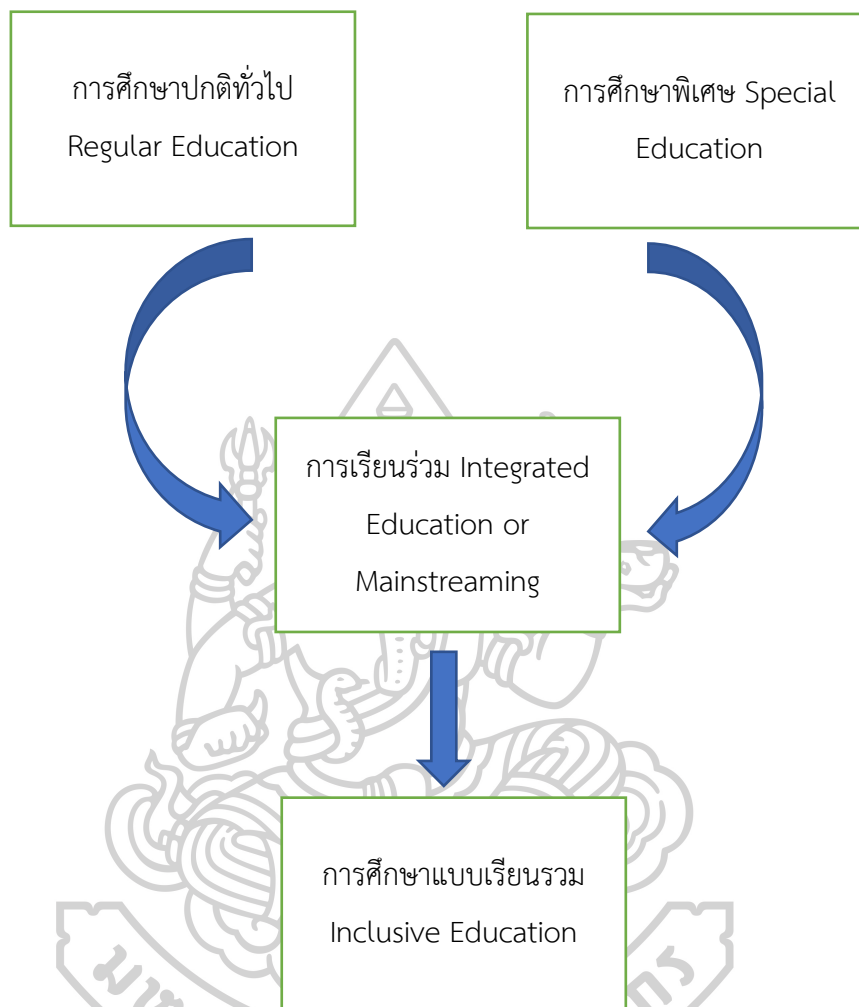 การศึกษาปกติทั่วไป
Regular Education
การศึกษาพิเศษ Special
Education
การเรียนร่วม Integrated
Education or
Mainstreaming
การศึกษาแบบเรียนรวม
Inclusive Education